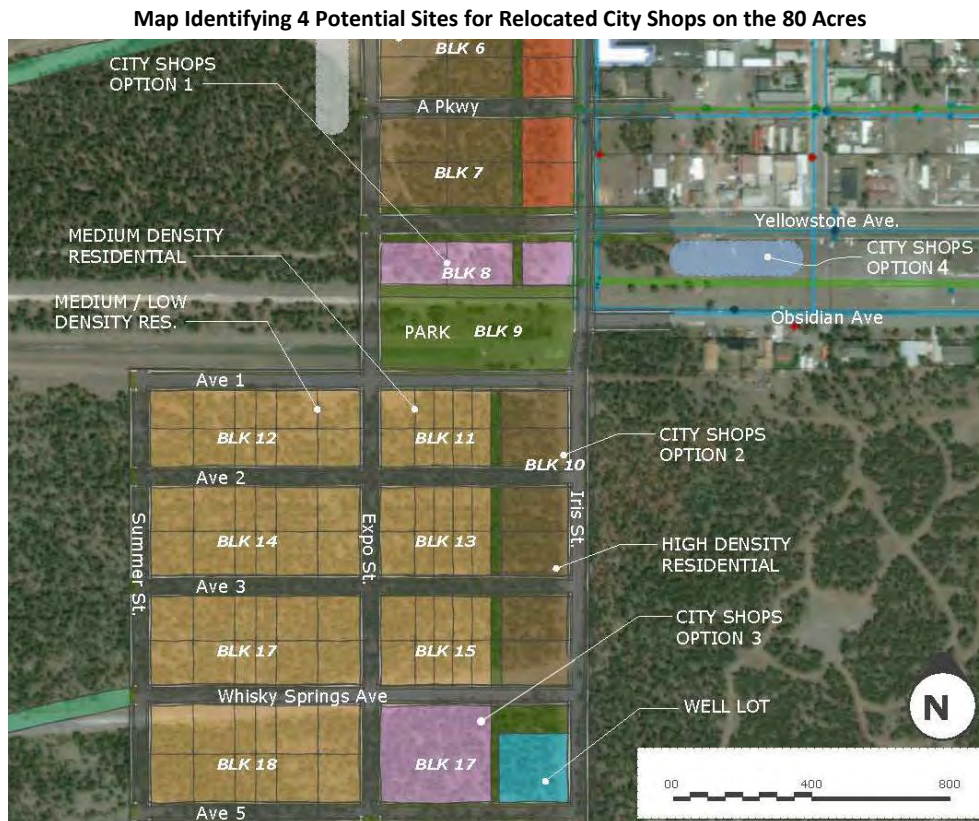 Map Identifying 4 Potential Sites for Relocated City Shops on the 80 Acres
BLK 6
CITY SHOPS
OPTION 1
A Pkwy
BLK 7
Yellowstone Ave.
MEDIUM DENSITY
RESIDENTIAL
CITY SHOPS
OPTION 4
BLK 8
MEDIUM / LOW
DENSITY RES.
PARK BLK 9
Obsidian Ave
Ave 1
BLK 12
BLK 11
CITY SHOPS
OPTION 2
BLK 10
Ave 2
Summer St.
Expo St.
Iris St.
BLK 14
BLK 13
HIGH DENSITY
RESIDENTIAL
Ave 3
CITY SHOPS
OPTION 3
BLK 17
BLK 15
Whisky Springs Ave
WELL LOT
N
BLK 18
BLK 17
00 400 800
Ave 5